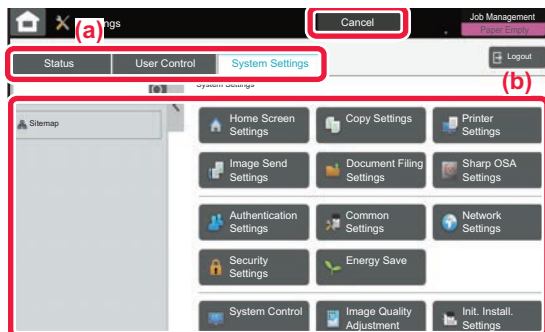 ngs
(a)
Cancel
Job Management
Paper Empty
Status
User Control
System Settings
Logout
(b)
System Settings
Sitemap
Home Screen
Settings
Copy Settings
Printer
Settings
Image Send
Settings
Document Filing
Settings
Sharp OSA
Settings
Authentication
Settings
Common
Settings
Network
Settings
Security
Settings
Energy Save
System Control
Image Quality
Adjustment
Init. Install.
Settings